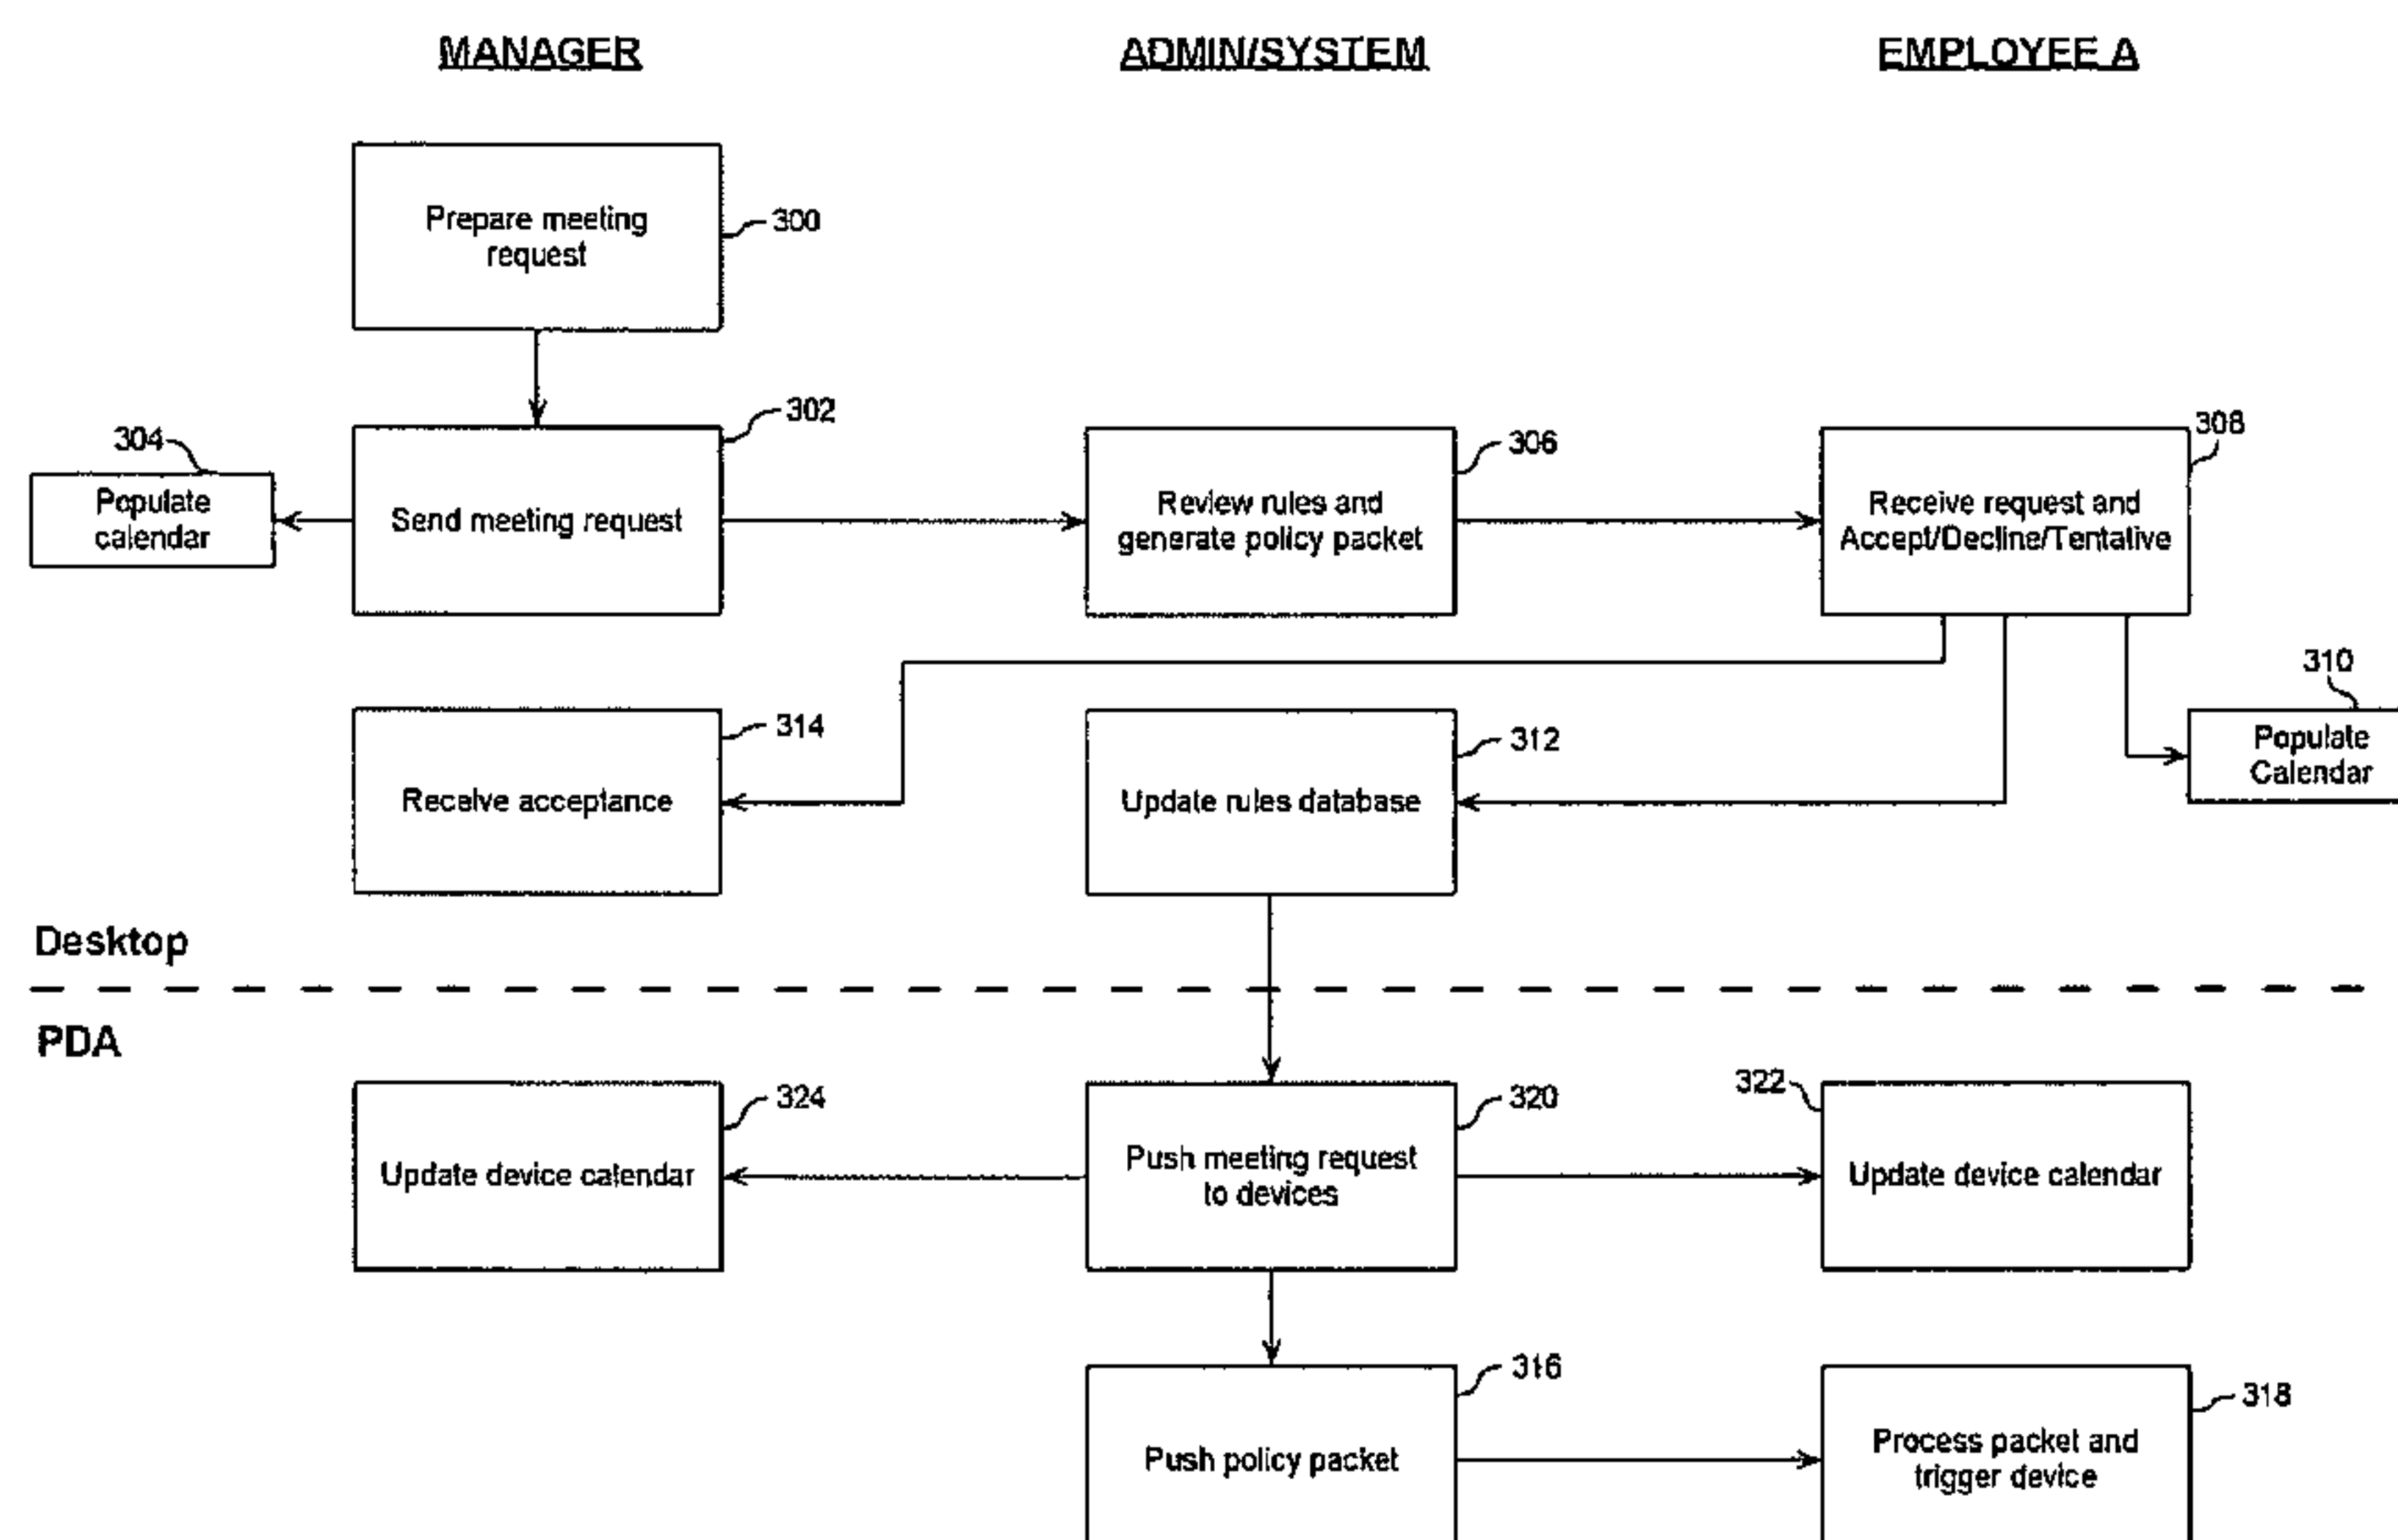 MANAGER
ADMIN/SYSTEM
EMPLOYEE A
Prepare meeting
request
300
302
304
Populate
calendar
Send meeting request
306
Review rules and
generate policy packet
308
Receive request and
Accept/Decline/Tentative
310
Populate
Calendar
314
Receive acceptance
312
Update rules database
Desktop
PDA
324
Update device calendar
320
Push meeting request
to devices
322
Update device calendar
316
Push policy packet
318
Process packet and
trigger device